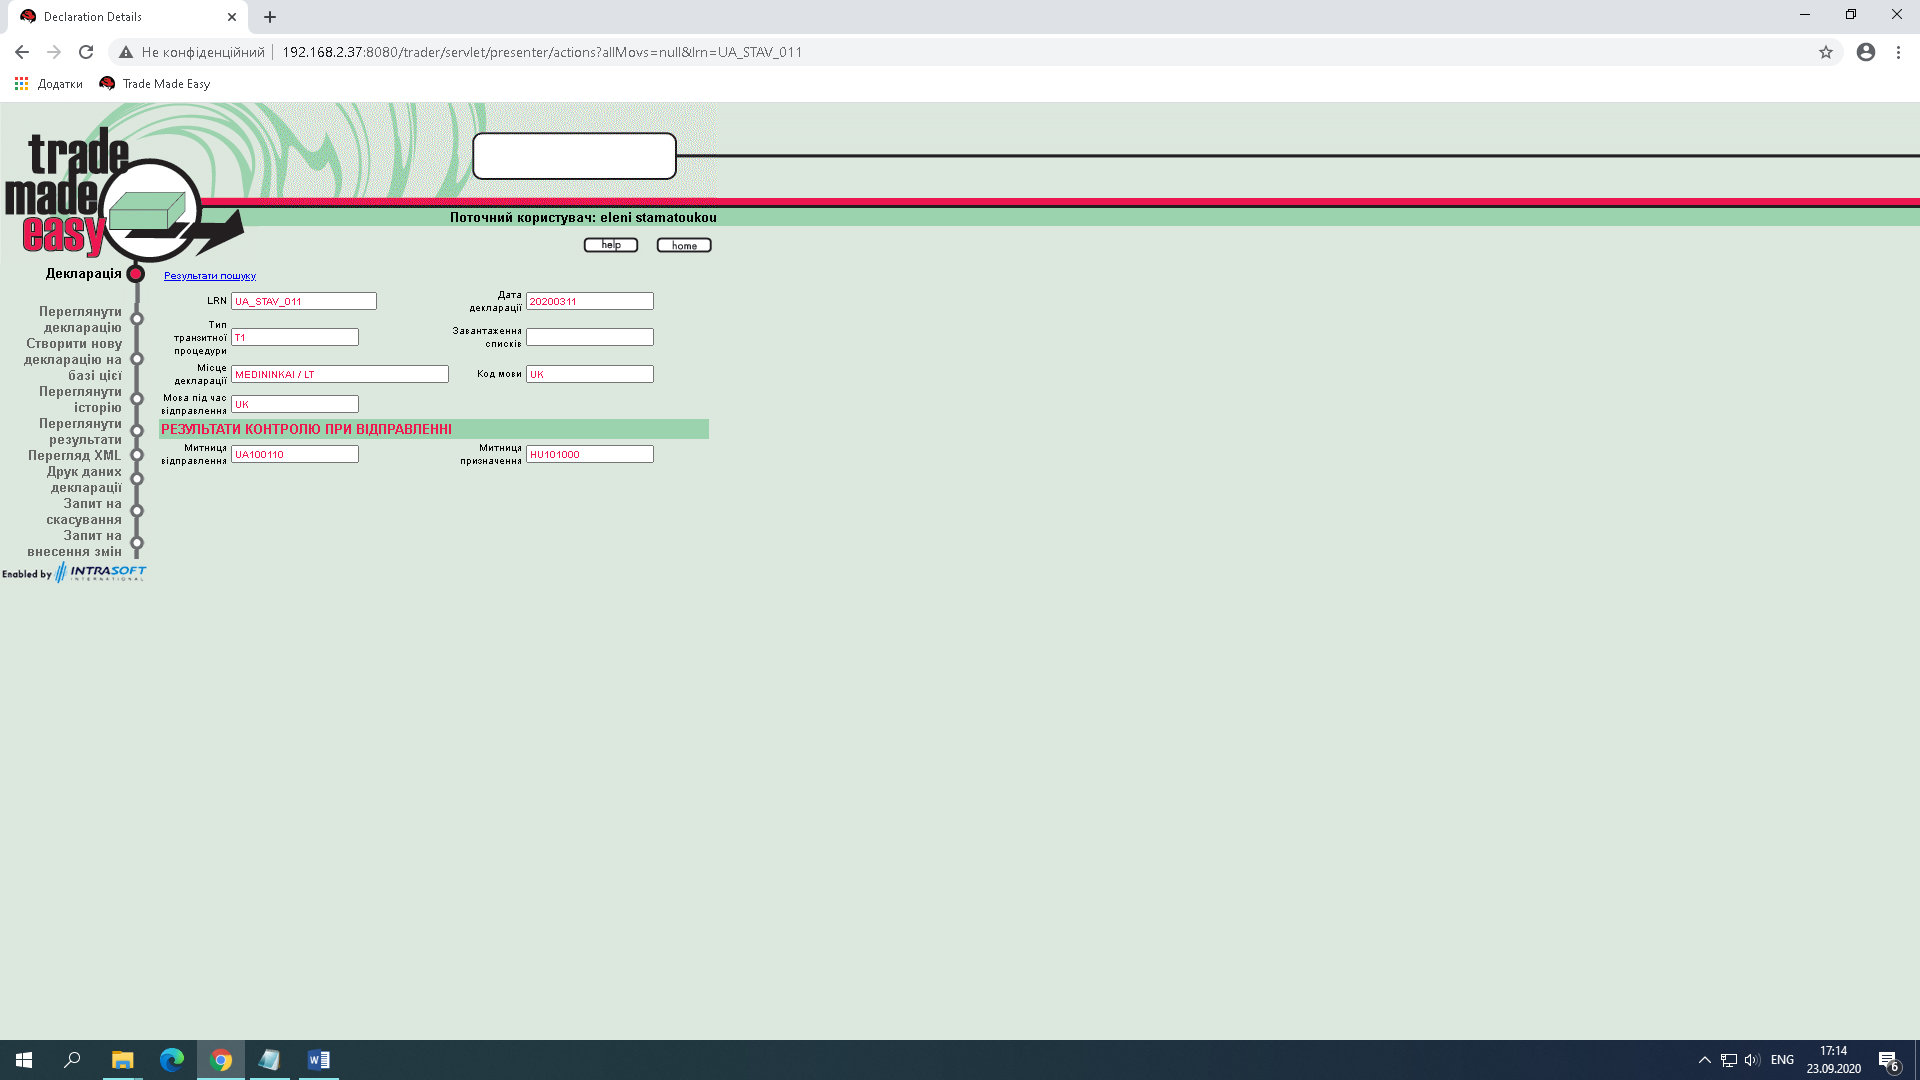 Declaration Details
Не конфіденційний
192.168.2.37:8080/trader/servlet/presenter/actions?allMovs=null&lrn=UA_STAV_011
Додатки
Trade Made Easy
trade
made
easy
Поточний користувач: eleni stamatoukou
help
home
Декларація
Результати пошуку
LRN
UA_STAV_011
Дата
декларації
20200311
Тип
транзитної
процедури
T1
Завантаження
списків
Місце
декларації
MEDININKAI / LT
Код мови
UK
Мова під час
відправлення
UK
РЕЗУЛЬТАТИ КОНТРОЛЮ ПРИ ВІДПРАВЛЕННІ
Митниця
відправлення
UA100110
Митниця
призначення
HU101000
Переглянути
декларацію
Створити нову
декларацію на
базі цієї
Переглянути
історію
Переглянути
результати
Перегляд XML
Друк даних
декларації
Запит на
скасування
Запит на
внесення змін
Enabled by INTRASOFT
INTERNATIONAL
ENG
17:14
23.09.2020
6